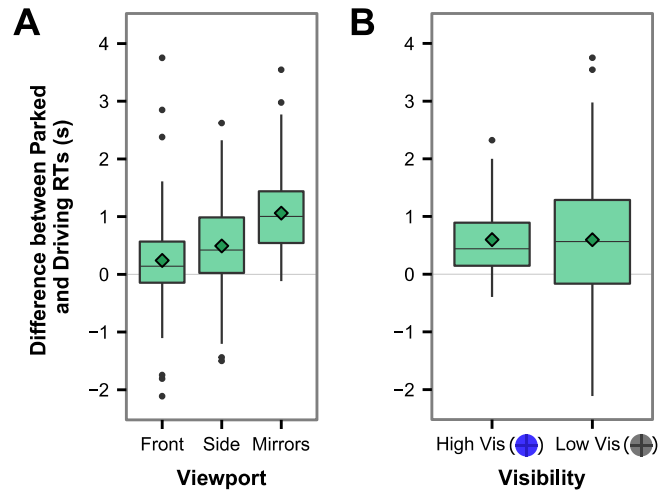 A
B
Difference between Parked
and Driving RTs (s)
4
3
2
1
0
−1
−2
4
3
2
1
0
−1
−2
Front Side Mirrors
Viewport
High Vis ( ) Low Vis ( )
Visibility